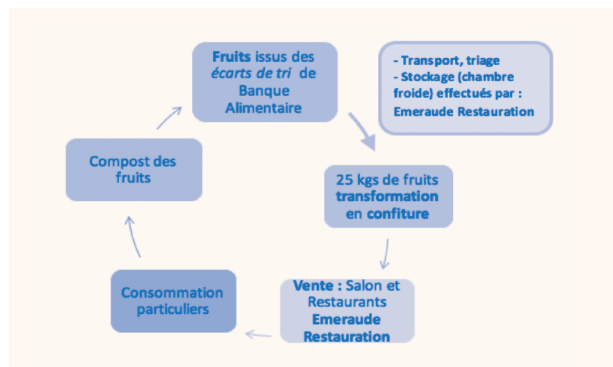 Fruits issus des
écarts de tri de
Banque
Alimentaire
- Transport, triage
- Stockage (chambre
froide) effectués par :
Emeraude Restauration
25 kgs de fruits
transformation
en confiture
Vente : Salon et
Restaurants
Emeraude
Restauration
Consommation
particuliers
Compost des
fruits